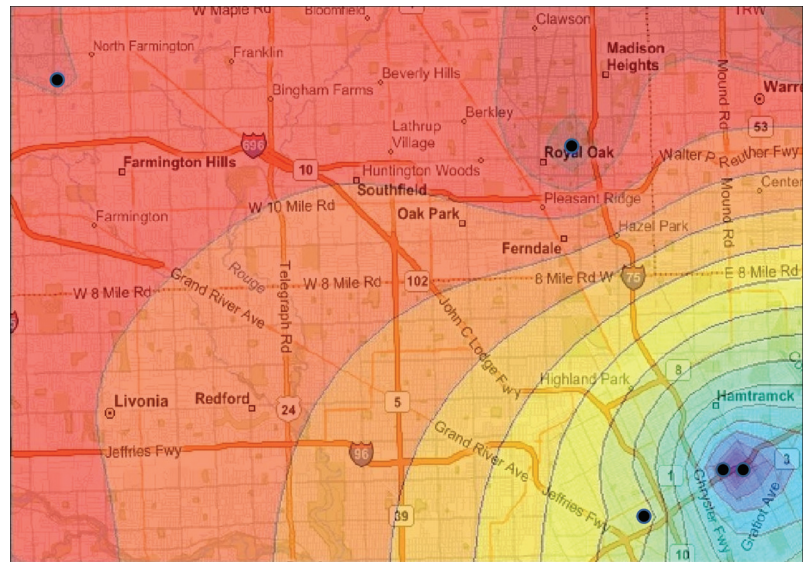 W Maple Rd
Bloomfield
Clawson
TRW
North Farmington
Franklin
Madison
Heights
Beverly Hills
Bingham Farms
Mound Rd
Warr
Berkley
53
Lathrup
Village
696
Royal Oak
10
Farmington Hills
Huntington Woods
Walter P Reuther Fwy
Southfield
Center
W 10 Mile Rd
Pleasant Ridge
Mound Rd
Oak Park
Farmington
Hazel Park
Ferndale
Rouge
Telegraph Rd
W 8 Mile Rd
W 8 Mile Rd
102
8 Mile Rd W
75
E 8 Mile Rd
Grand River Ave
John C Lodge Fwy
8
Highland Park
Livonia
Redford
24
5
Hamtramck
Jeffries Fwy
96
Grand River Ave
3
1
Jeffries Fwy
Chrysler Fwy
Gratiot Ave
39
10